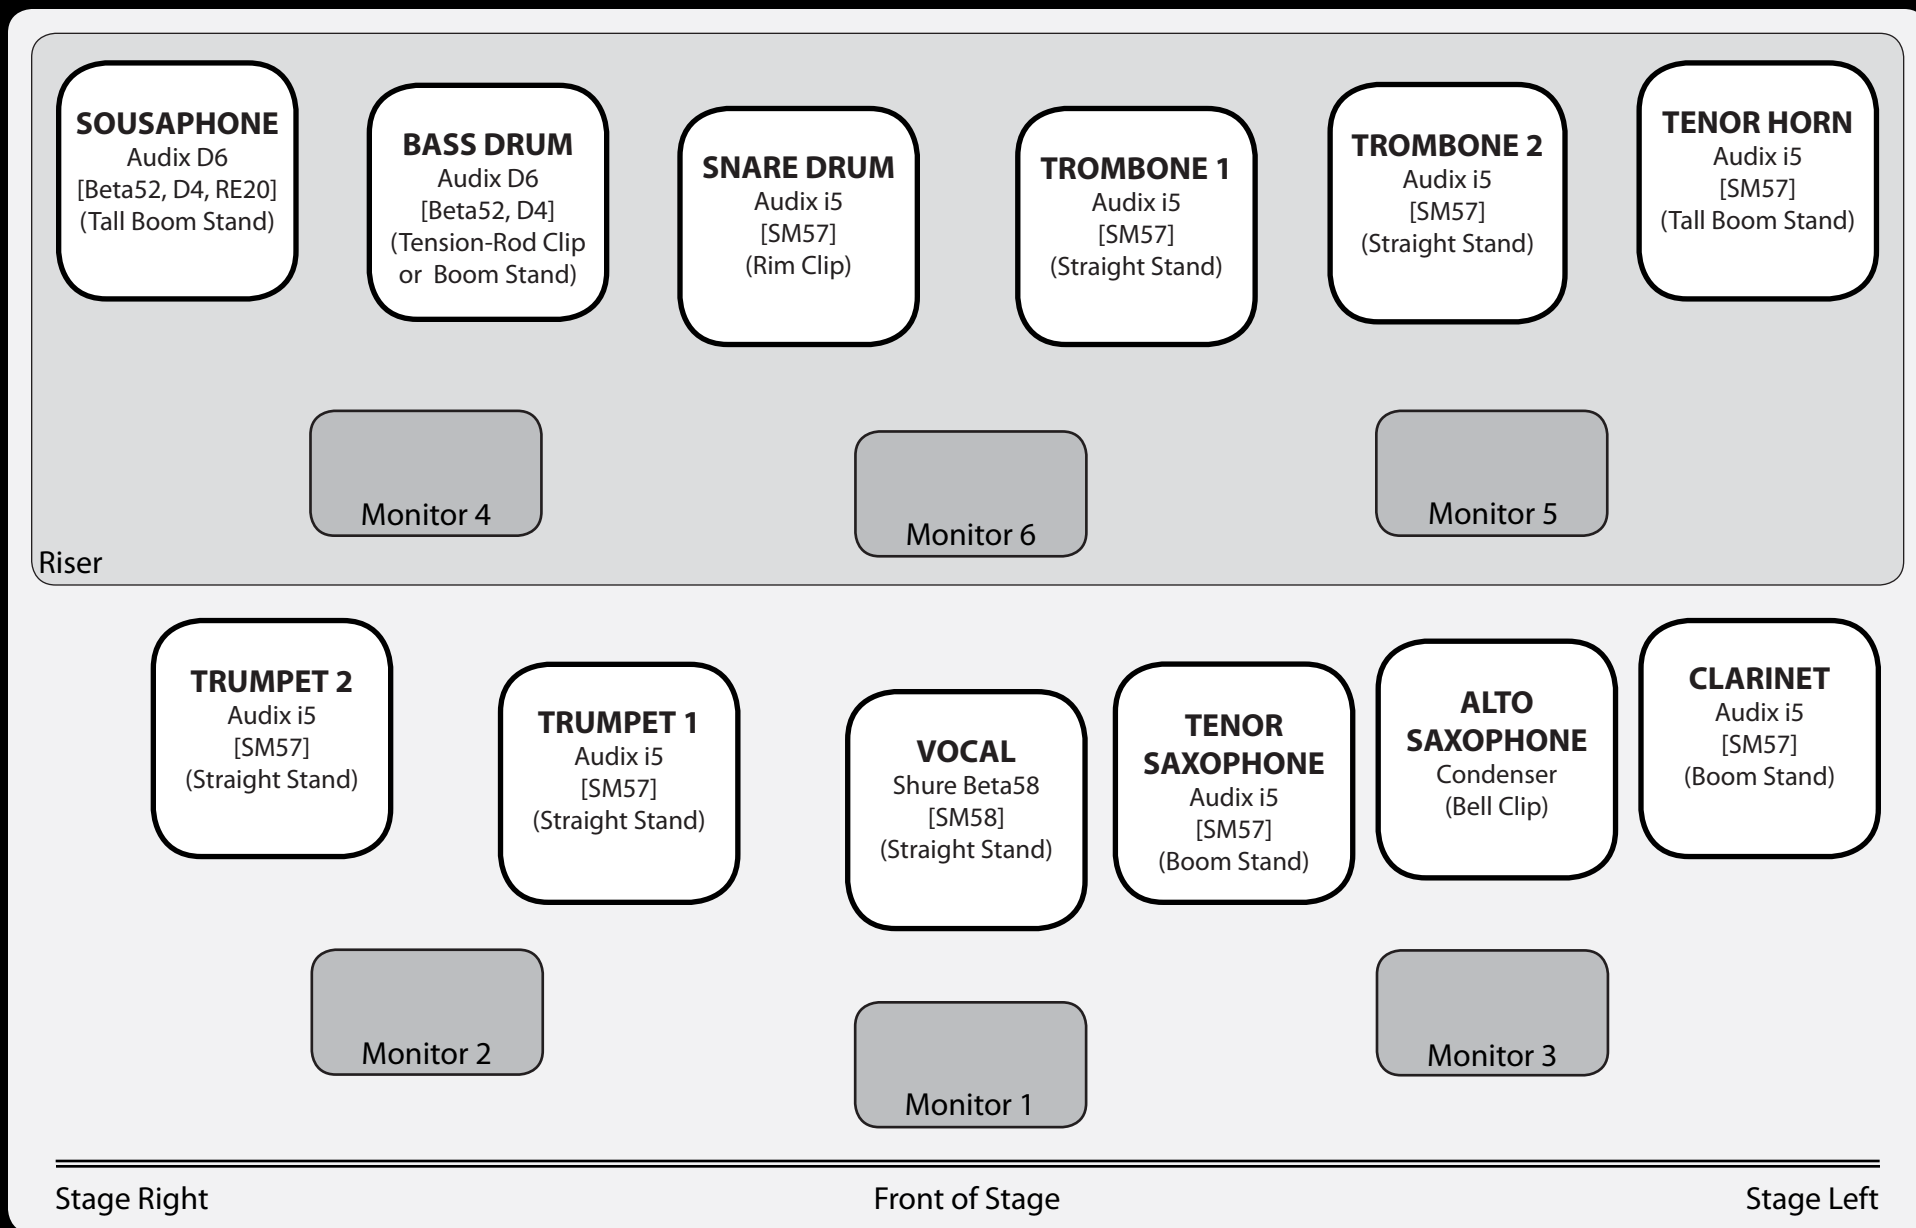 SOUSAPHONE
Audix D6
[Beta52, D4, RE20]
(Tall Boom Stand)
BASS DRUM
Audix D6
[Beta52, D4]
(Tension-Rod Clip
or Boom Stand)
SNARE DRUM
Audix i5
[SM57]
(Rim Clip)
TROMBONE 1
Audix i5
[SM57]
(Straight Stand)
TROMBONE 2
Audix i5
[SM57]
(Straight Stand)
TENOR HORN
Audix i5
[SM57]
(Tall Boom Stand)
Monitor 4
Monitor 6
Monitor 5
Riser
TRUMPET 2
Audix i5
[SM57]
(Straight Stand)
TRUMPET 1
Audix i5
[SM57]
(Straight Stand)
VOCAL
Shure Beta58
[SM58]
(Straight Stand)
TENOR
SAXOPHONE
Audix i5
[SM57]
(Boom Stand)
ALTO
SAXOPHONE
Condenser
(Bell Clip)
CLARINET
Audix i5
[SM57]
(Boom Stand)
Monitor 2
Monitor 1
Monitor 3
Stage Right
Front of Stage
Stage Left